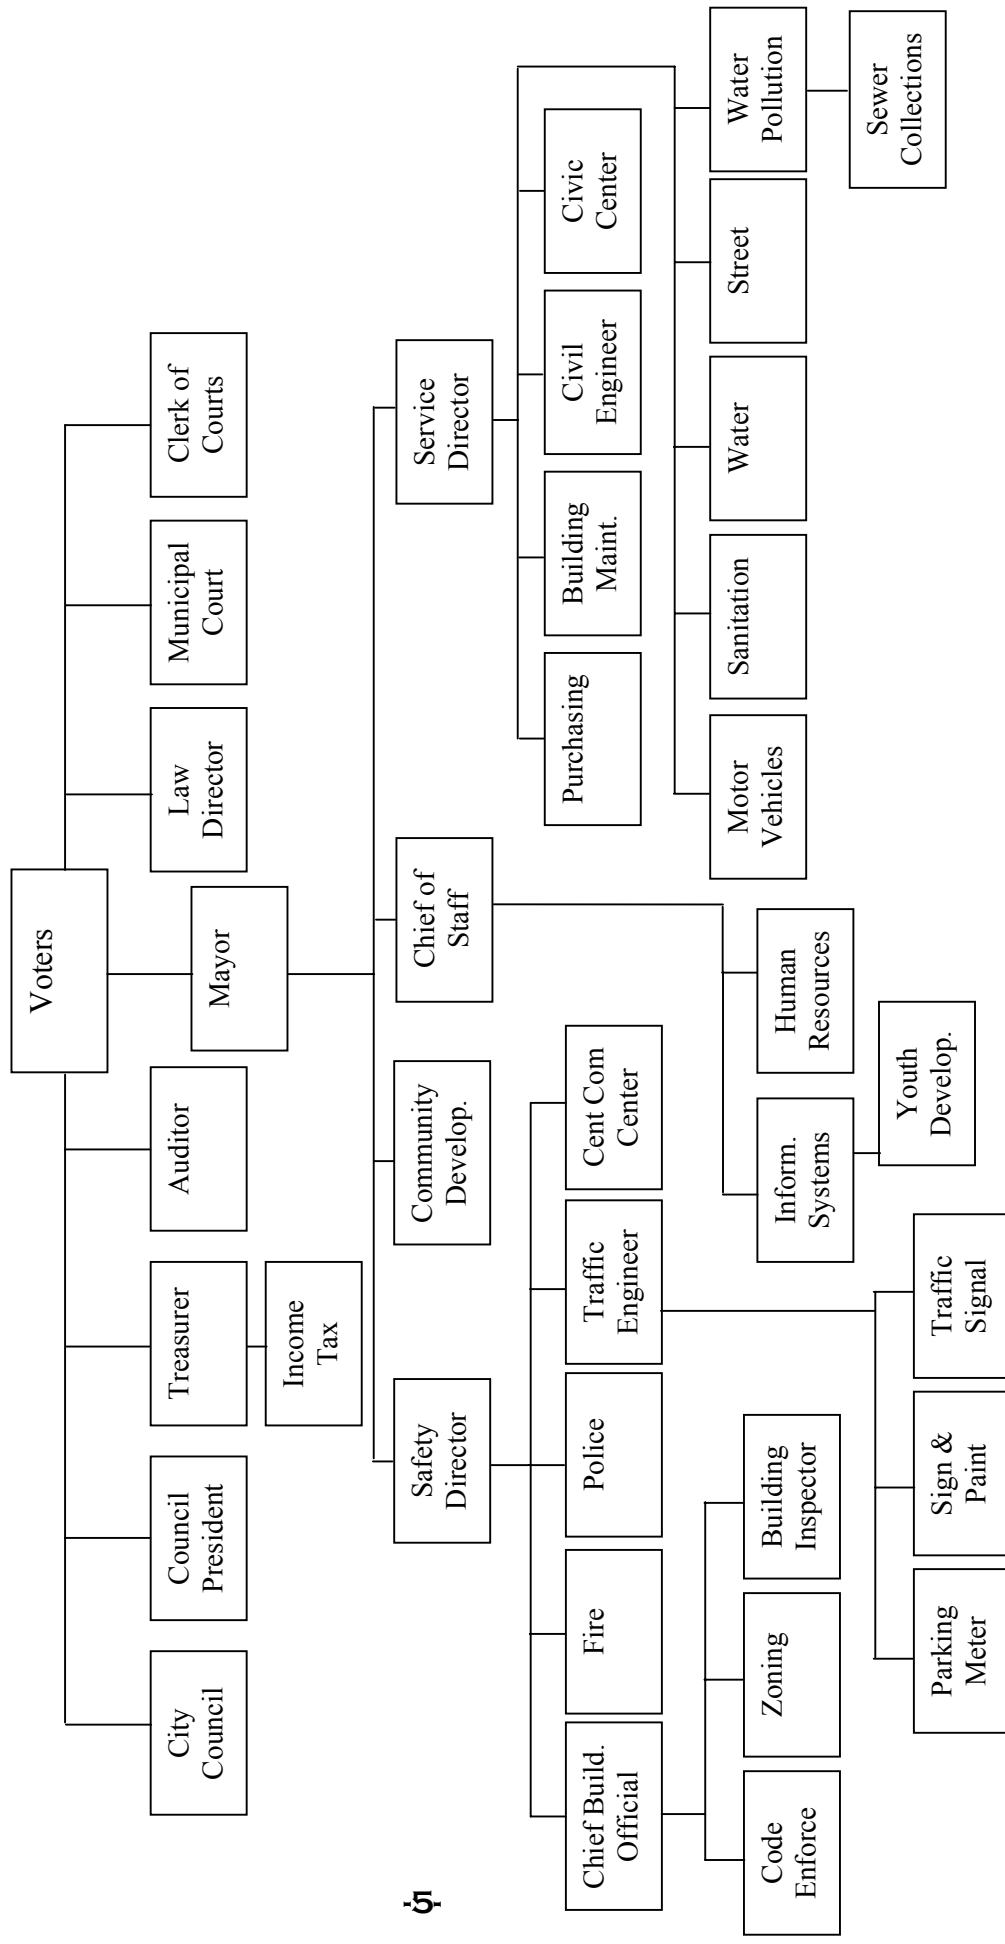 Voters
City
Council
Council
President
Treasurer
Auditor
Mayor
Law
Director
Municipal
Court
Clerk of
Courts
Income
Tax
Safety
Director
Community
Develop.
Chief of
Staff
Service
Director
Chief Build.
Official
Fire
Police
Traffic
Engineer
Cent Com
Center
Purchasing
Building
Maint.
Civil
Engineer
Civic
Center
Code
Enforce
Zoning
Building
Inspector
Inform.
Systems
Human
Resources
Motor
Vehicles
Sanitation
Water
Street
Water
Pollution
Youth
Develop.
Sewer
Collections
Parking
Meter
Sign &
Paint
Traffic
Signal
-5-